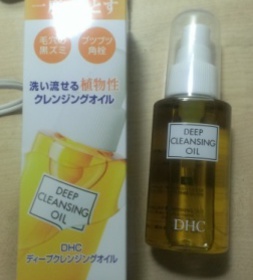 毛穴の
黒ズミ
ブツブツ
角栓
洗い流せる植物性
クレンジングオイル
DEEP
CLEANSING
OIL
DHC
ディープクレンジングオイル
DEEP
CLEANSING
OIL
DHC